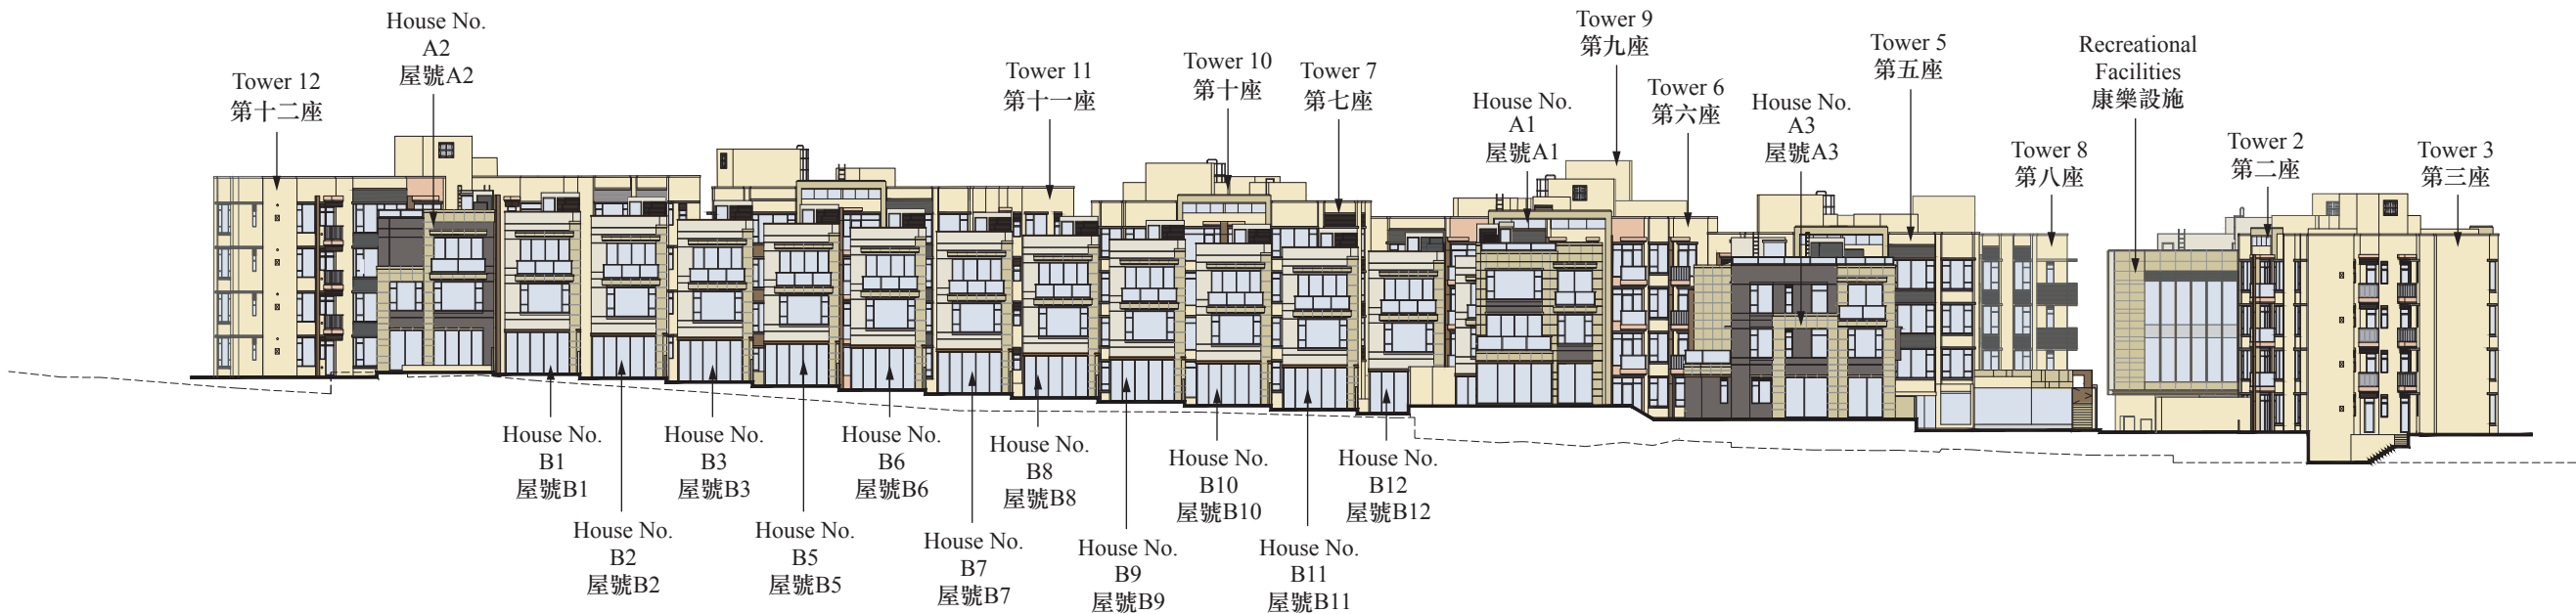 House No.
A2
屋號A2
Tower 12
第十二座
Tower 11
第十一座
Tower 10
第十座
Tower 7
第七座
House No.
A1
屋號A1
Tower 9
第九座
Tower 6
第六座
House No.
A3
屋號A3
Tower 5
第五座
Tower 8
第八座
Recreational
Facilities
康樂設施
Tower 2
第二座
Tower 3
第三座
House No.
B1
屋號B1
House No.
B2
屋號B2
House No.
B3
屋號B3
House No.
B5
屋號B5
House No.
B6
屋號B6
House No.
B7
屋號B7
House No.
B8
屋號B8
House No.
B9
屋號B9
House No.
B10
屋號B10
House No.
B11
屋號B11
House No.
B12
屋號B12